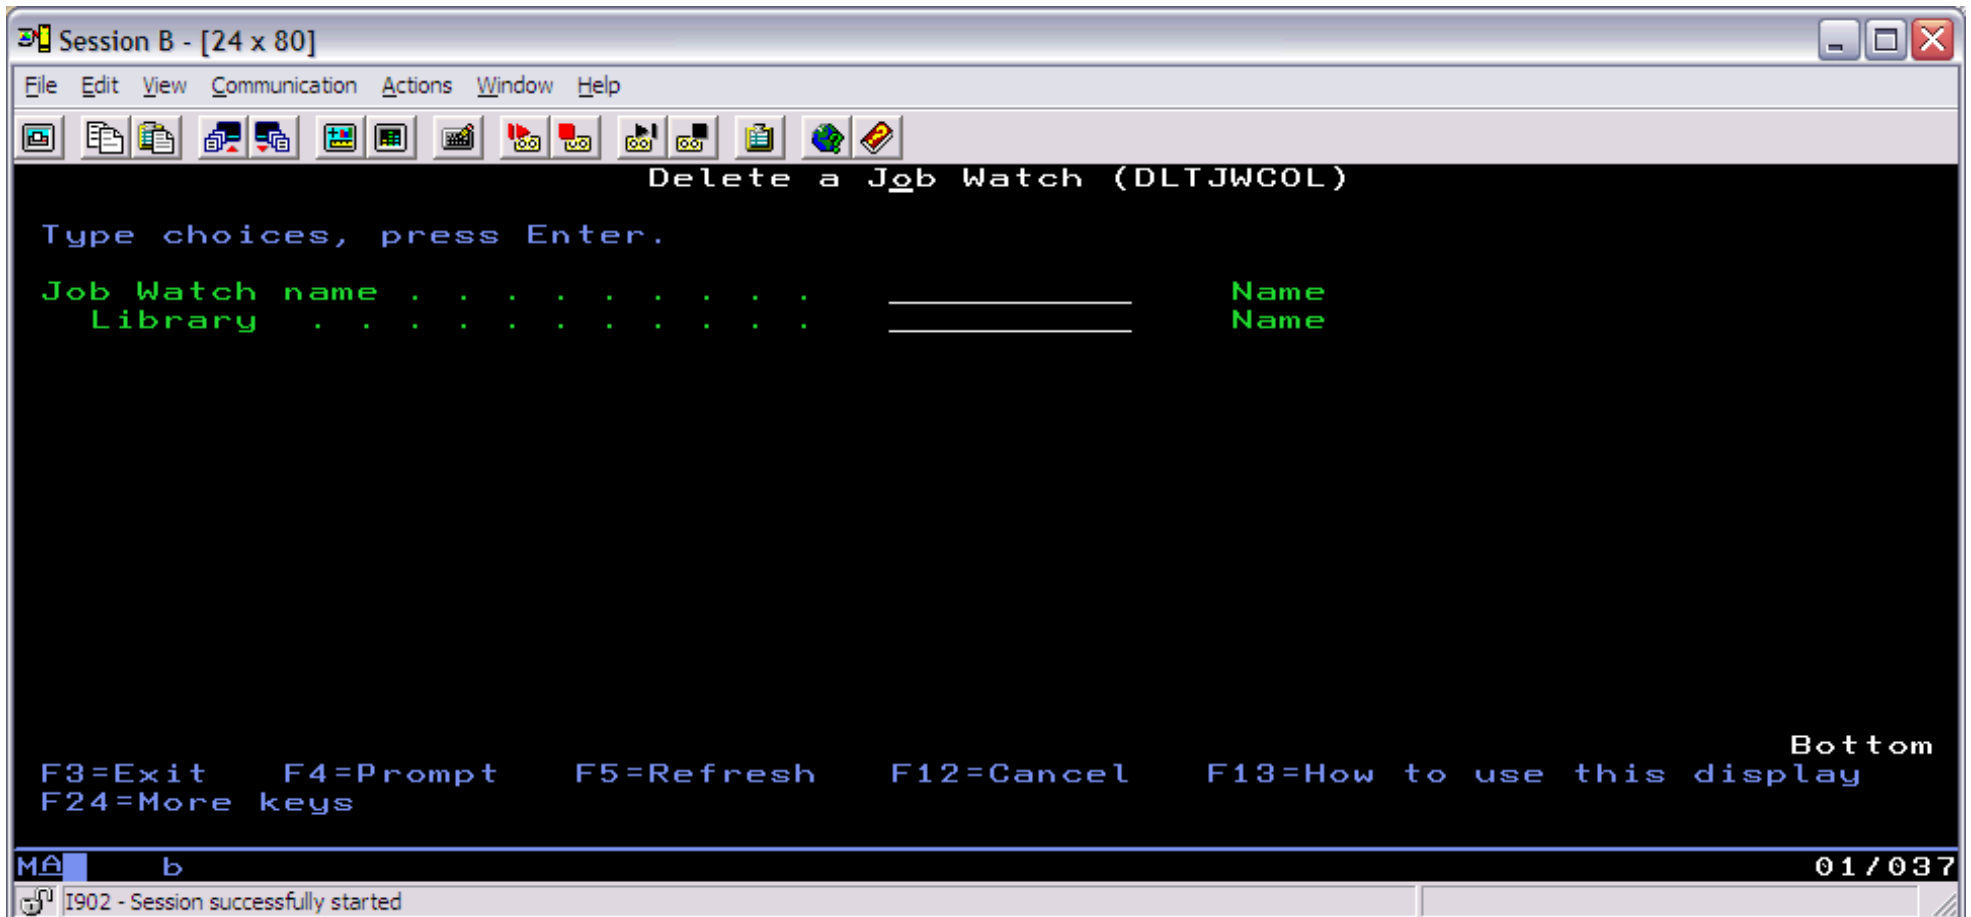 Session B - [24 x 80]
File Edit View Communication Actions Window Help
Delete a Job Watch (DLTJWCOL)
Type choices, press Enter.
Job Watch name . . . . . . . . . __________ Name
Library . . . . . . . . . . . __________ Name
Bottom
F3=Exit F4=Prompt F5=Refresh F12=Cancel F13=How to use this display
F24=More keys
MA b 01/037
I902 - Session successfully started